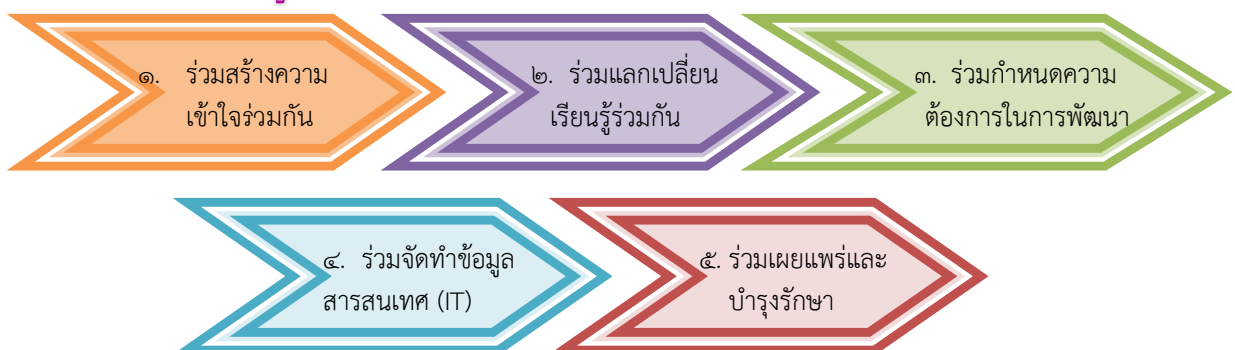 ๑. ร่วมสร้างความ
เข้าใจร่วมกัน
๒. ร่วมแลกเปลี่ยน
เรียนรู้ร่วมกัน
๓. ร่วมกำหนดความ
ต้องการในการพัฒนา
๔. ร่วมจัดทำข้อมูล
สารสนเทศ (IT)
๕. ร่วมเผยแพร่และ
บำรุงรักษา